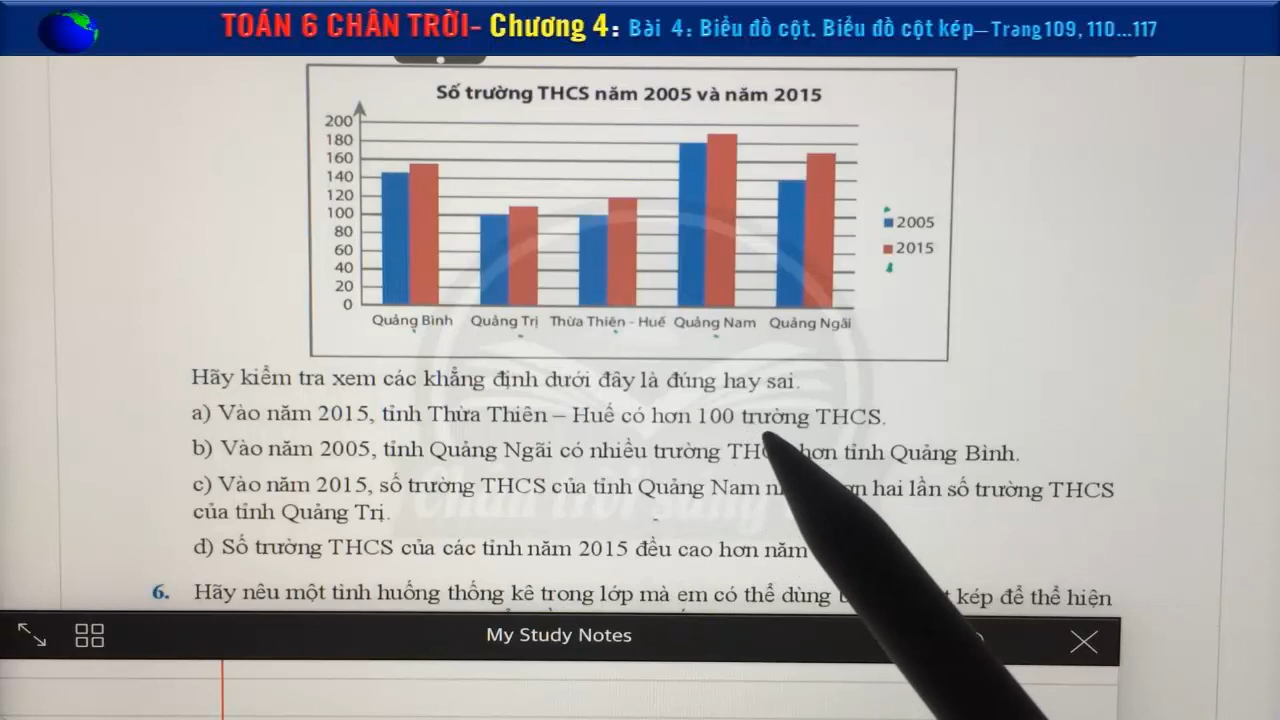 TOÁN 6 CHÂN TRỜI- Chương 4: Bài 4: Biểu đồ cột. Biểu đồ cột kép–Trang109, 110...117
Số trường THCS năm 2005 và năm 2015
200
180
160
140
120
100
80
60
40
20
0
2005
2015
Quảng Bình Quảng Trị Thừa Thiên - Huế Quảng Nam Quảng Ngãi
Hãy kiểm tra xem các khẳng định dưới đây là đúng hay sai.
a) Vào năm 2015, tỉnh Thừa Thiên – Huế có hơn 100 trường THCS.
b) Vào năm 2005, tỉnh Quảng Ngãi có nhiều trường hơn tỉnh Quảng Bình.
c) Vào năm 2015, số trường THCS của tỉnh Quảng Nam hai lần số trường THCS
của tỉnh Quảng Trị.
d) Số trường THCS của các tỉnh năm 2015 đều cao hơn năm
6. Hãy nêu một tình huống thống kê trong lớp mà em có thể dùng kép để thể hiện
My Study Notes